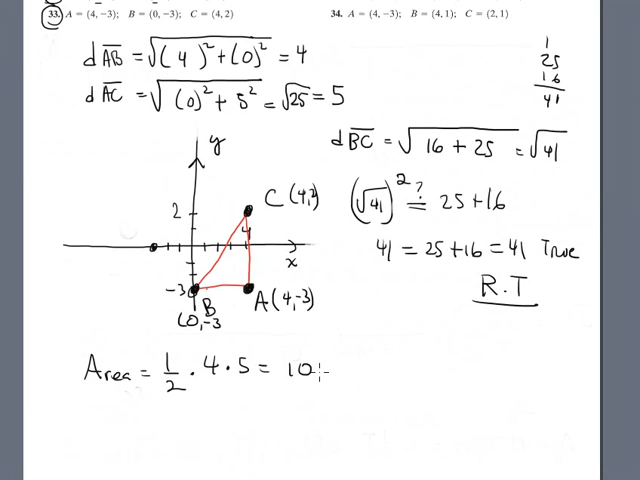 33. A = (4, −3); B = (0, −3); C = (4, 2)
34. A = (4, −3); B = (4, 1); C = (2, 1)
d AB = √(4)² + (0)² = 4
d AC = √(0)² + 5² = √25 = 5
1
25
16
41
d BC = √16 + 25 = √41
(√41)² ?= 25 + 16
41 = 25 + 16 = 41 True
R.T
y
C (4,2)
2
4
x
−3
B
(0,−3
A (4,−3)
Area = 1/2 · 4 · 5 = 10